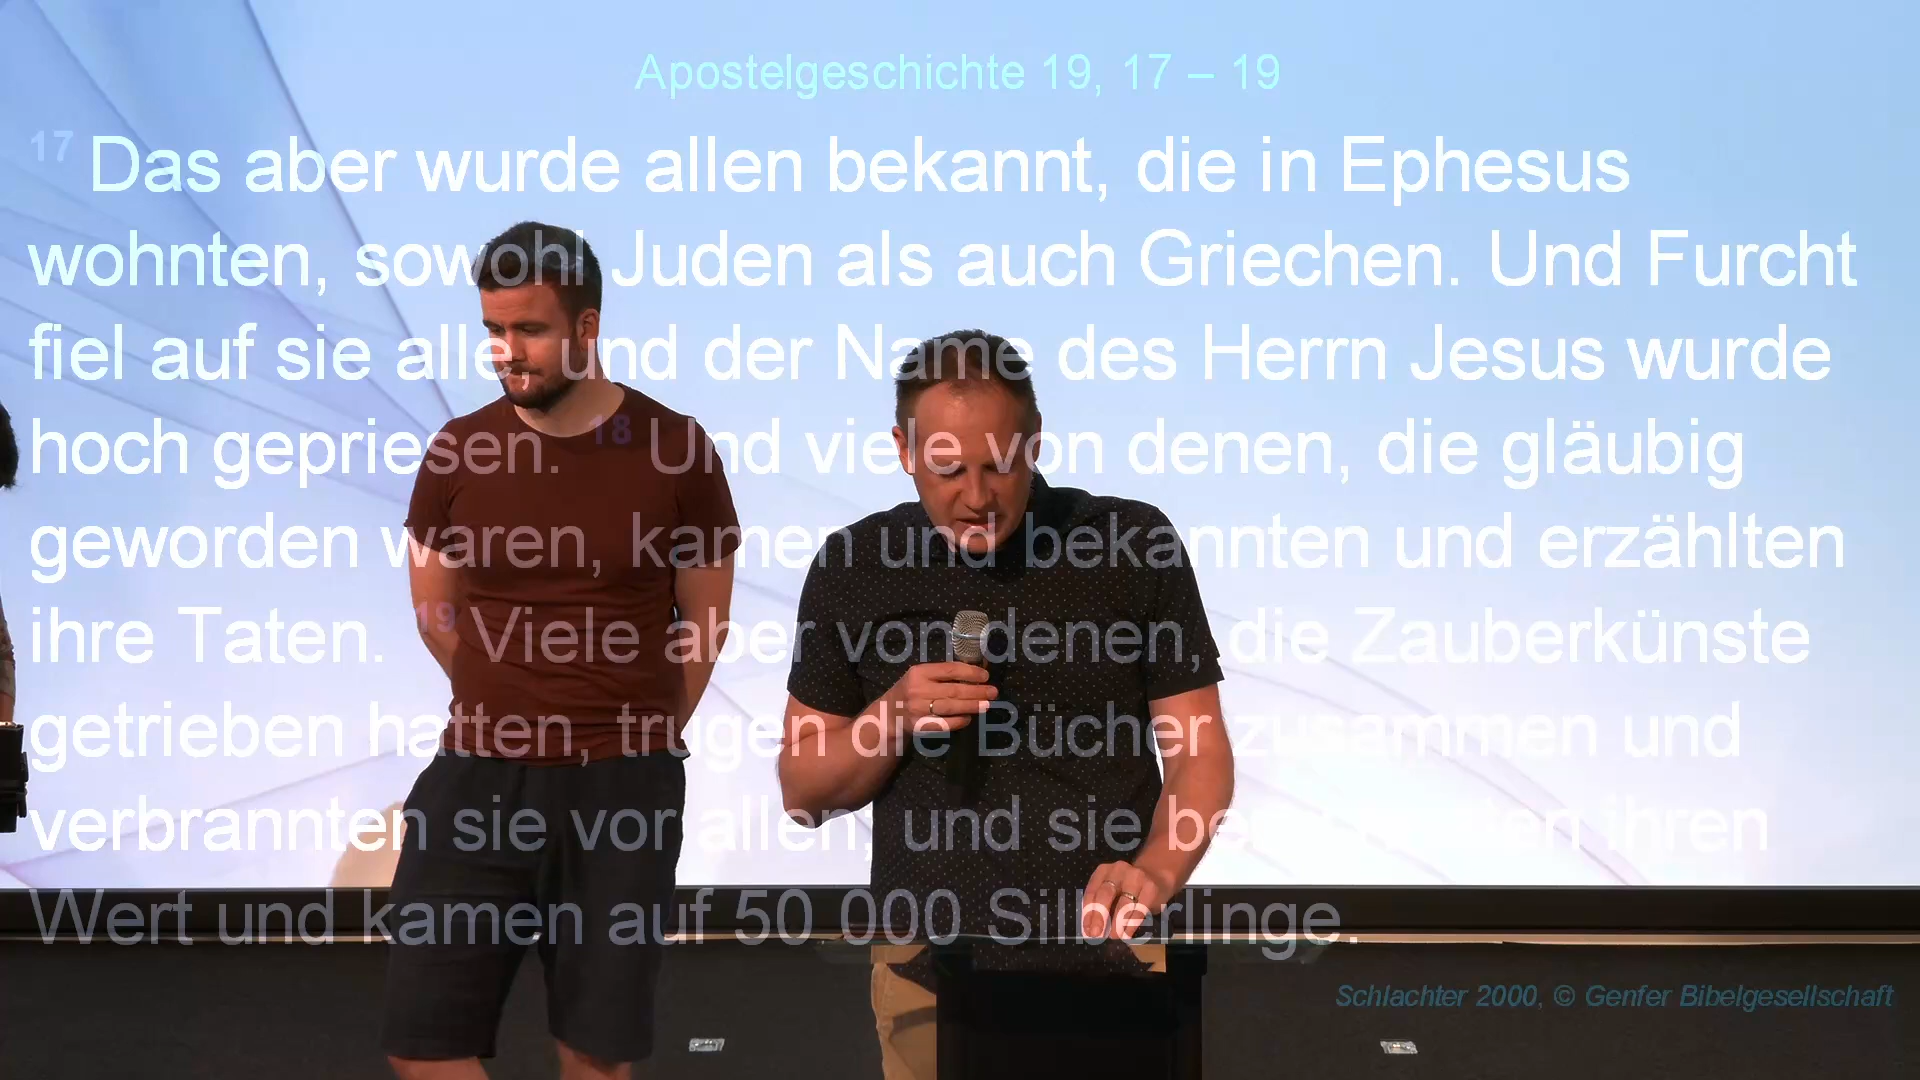 Apostelgeschichte 19, 17 – 19
17 Das aber wurde allen bekannt, die in Ephesus
wohnten, sowohl Juden als auch Griechen. Und Furcht
fiel auf sie alle, und der Name des Herrn Jesus wurde
hoch gepriesen. 18 Und viele von denen, die gläubig
geworden waren, kamen und bekannten und erzählten
ihre Taten. 19 Viele aber von denen, die Zauberkünste
getrieben hatten, trugen die Bücher zusammen und
verbrannten sie vor allen, und sie berechneten ihren
Wert und kamen auf 50 000 Silberlinge.
Schlachter 2000, © Genfer Bibelgesellschaft